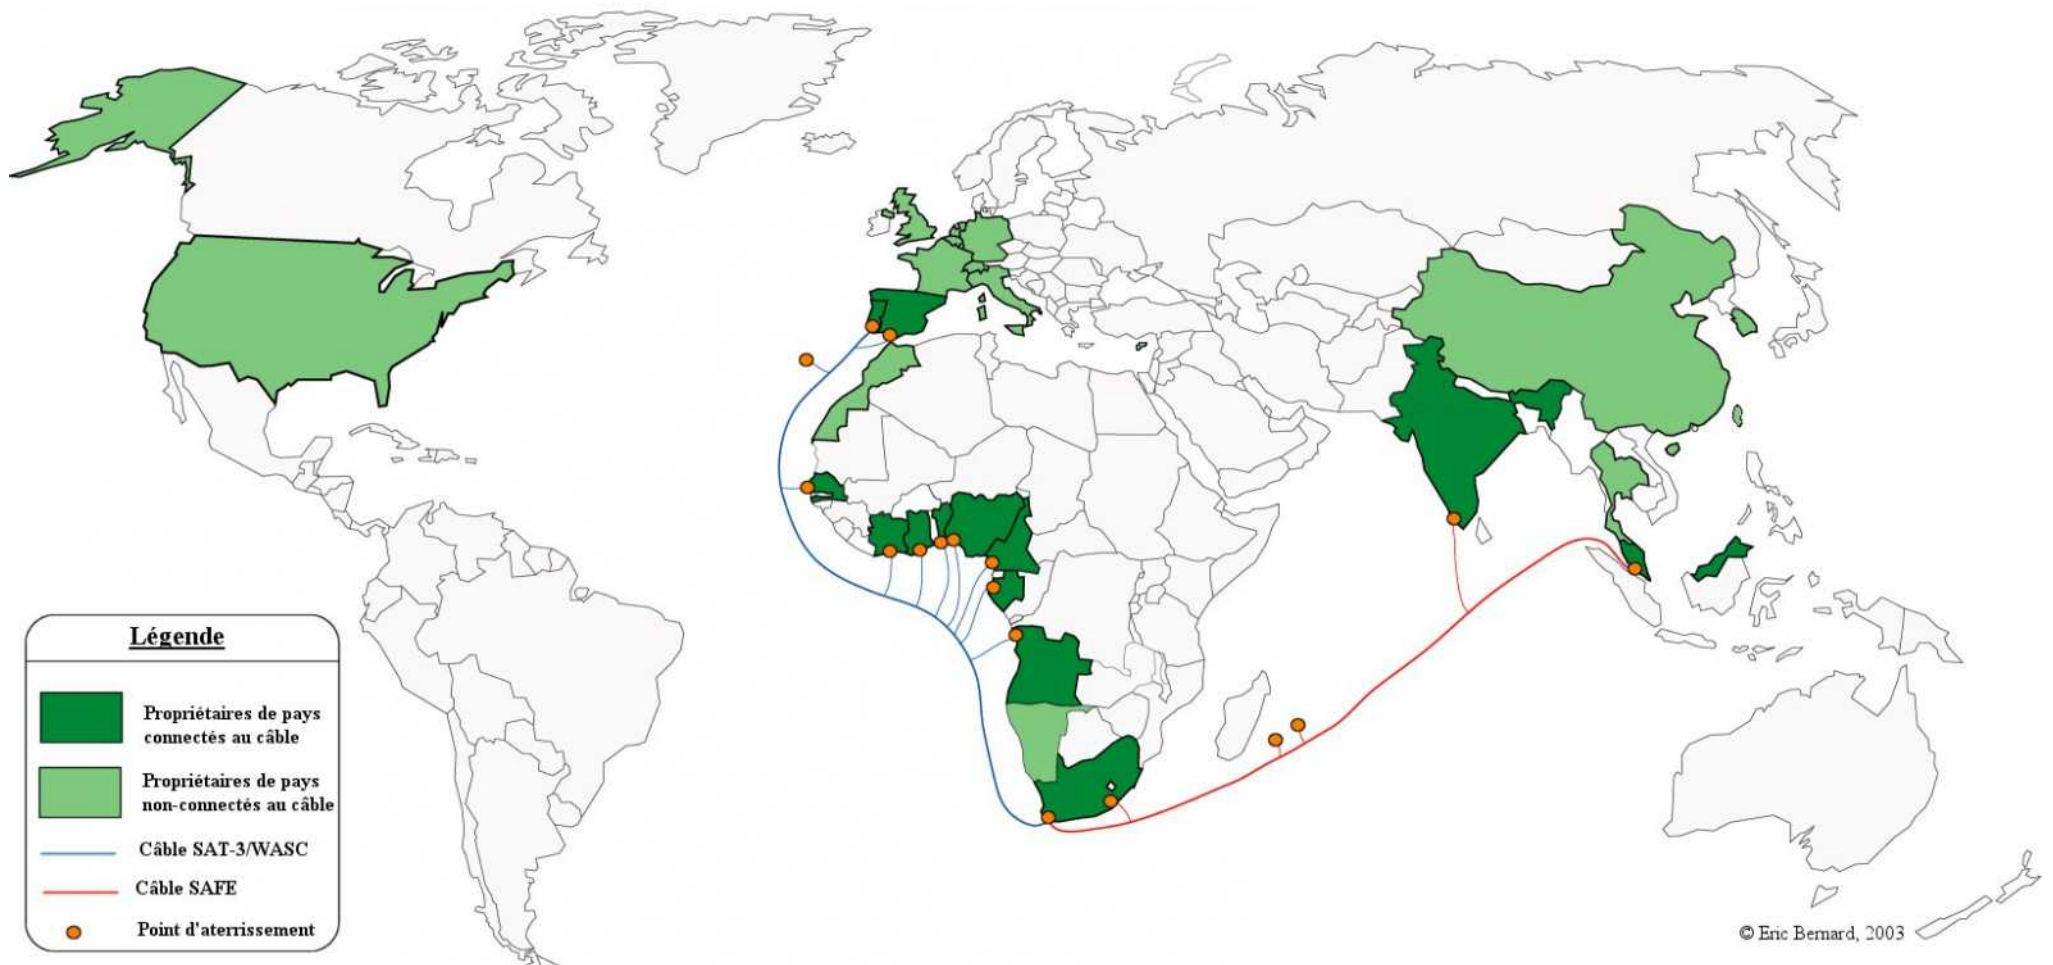 Légende
Propriétaires de pays
connectés au câble
Propriétaires de pays
non-connectés au câble
Câble SAT-3/WASC
Câble SAFE
Point d'aterrissement
© Eric Bernard, 2003